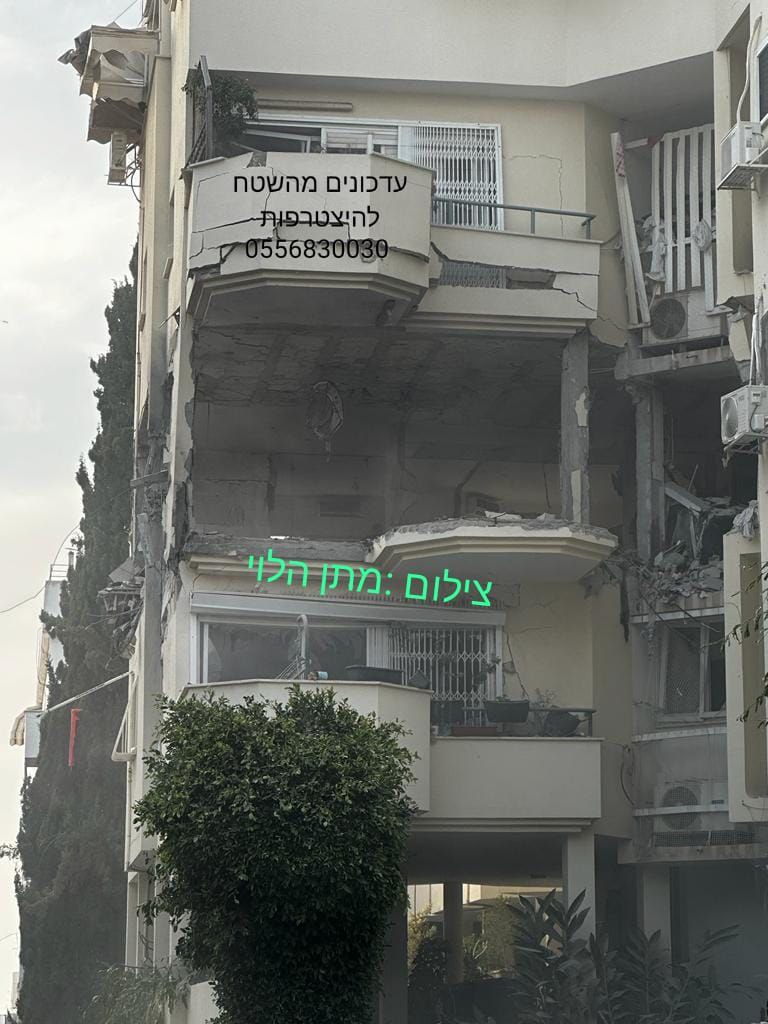 עדכונים מהשטח
להיצטרפות
0556830030
צילום :מתן הלוי